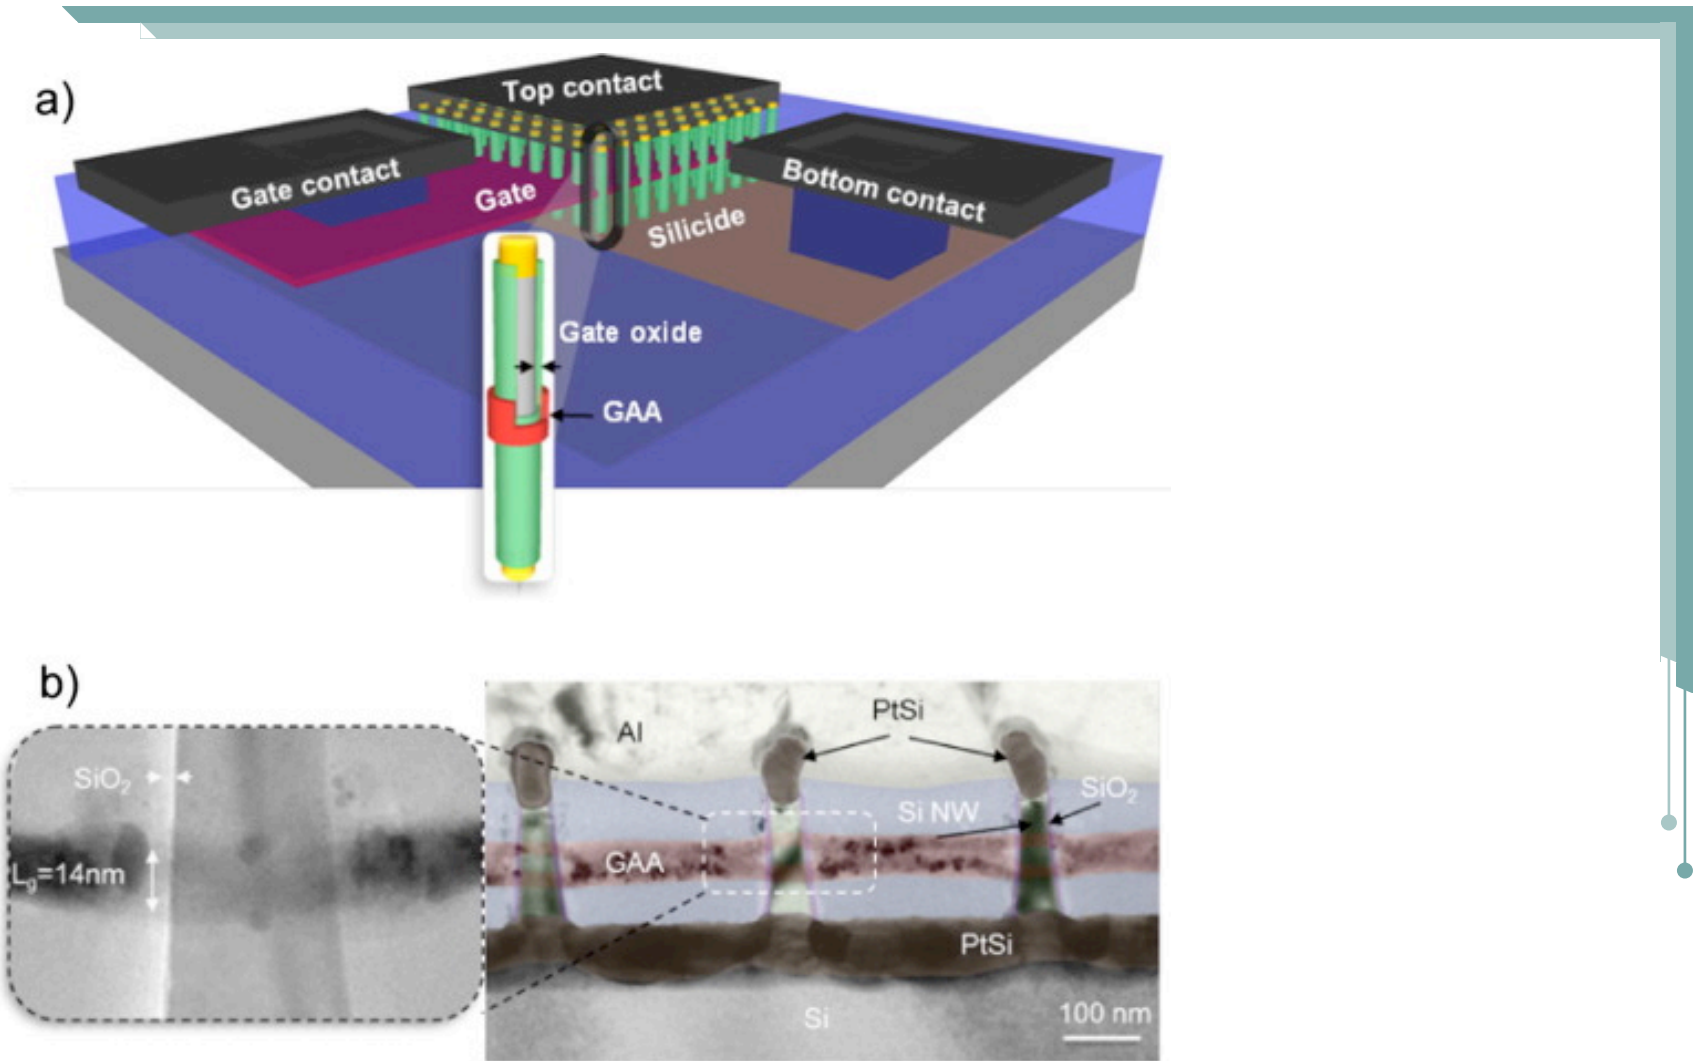 a)
Top contact
Gate contact
Gate
Bottom contact
Silicide
Gate oxide
GAA
b)
SiO₂
Lg=14nm
Al
PtSi
SiO₂
Si NW
GAA
PtSi
Si
100 nm